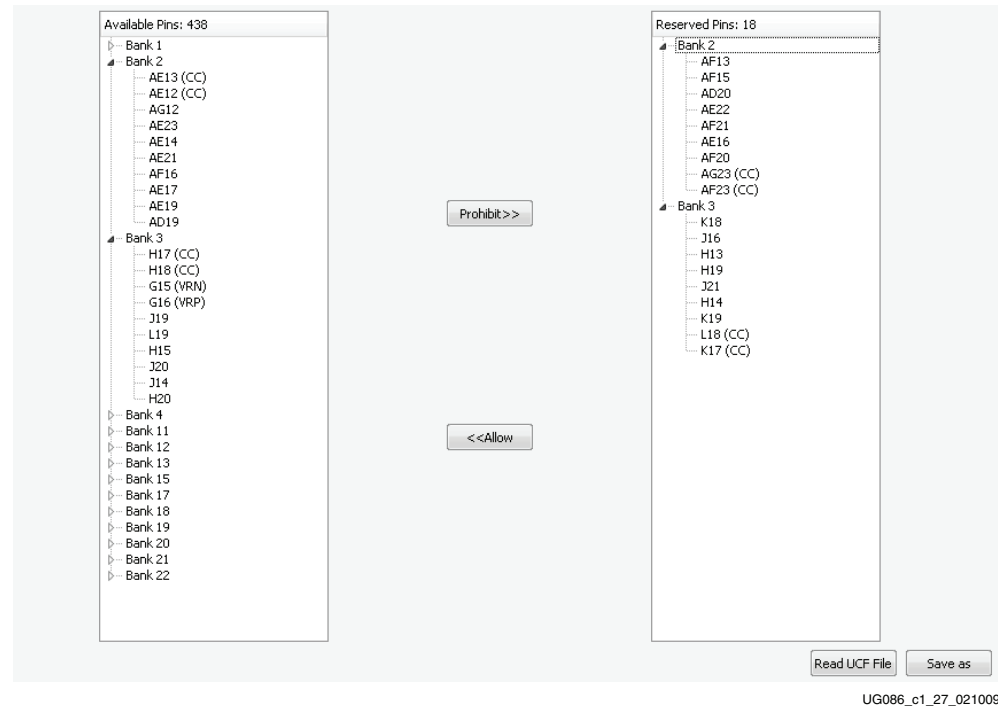 Available Pins: 438
Bank 1
Bank 2
AE13 (CC)
AE12 (CC)
AG12
AE23
AE14
AE21
AF16
AE17
AE19
AD19
Bank 3
H17 (CC)
H18 (CC)
G15 (VRN)
G16 (VRP)
J19
L19
H15
J20
J14
H20
Bank 4
Bank 11
Bank 12
Bank 13
Bank 15
Bank 17
Bank 18
Bank 19
Bank 20
Bank 21
Bank 22
Prohibit>>
<<Allow
Reserved Pins: 18
Bank 2
AF13
AF15
AD20
AE22
AF21
AE16
AF20
AG23 (CC)
AF23 (CC)
Bank 3
K18
J16
H13
H19
J21
H14
K19
L18 (CC)
K17 (CC)
Read UCF File
Save as
UG086_c1_27_021009